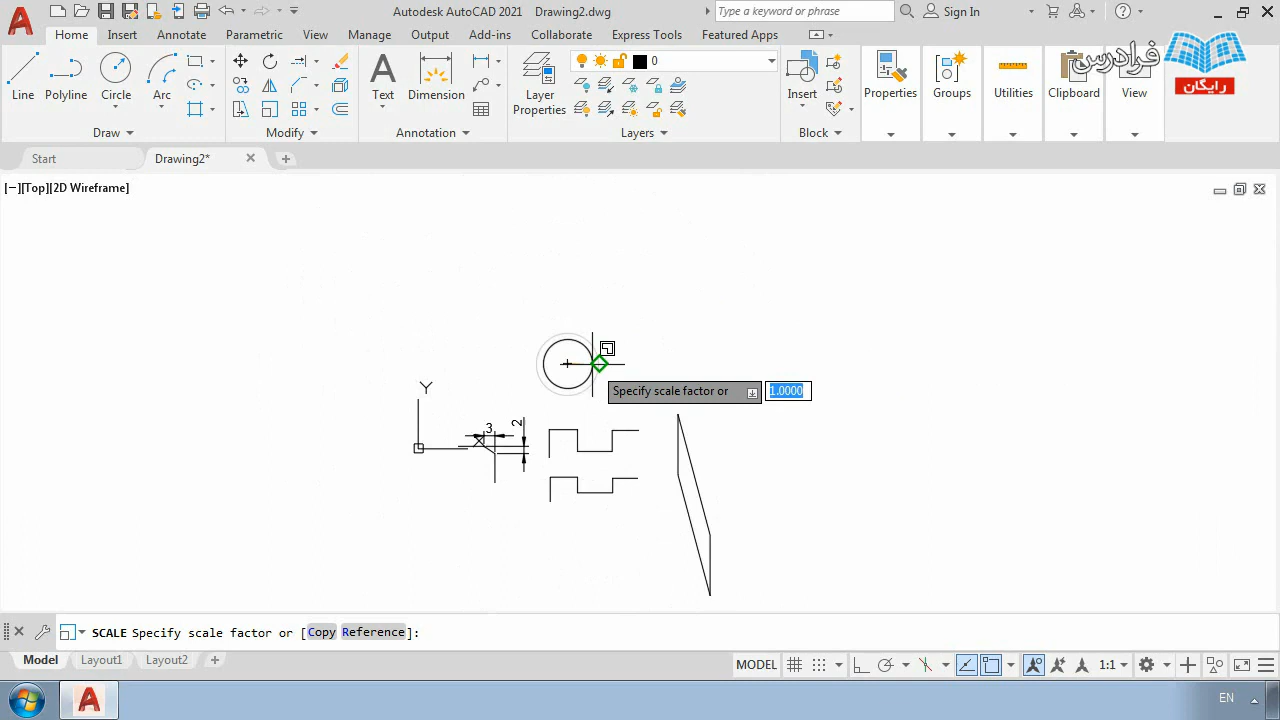 Autodesk AutoCAD 2021 Drawing2.dwg
Type a keyword or phrase
Sign In
Home Insert Annotate Parametric View Manage Output Add-ins Collaborate Express Tools Featured Apps
فرادرس
رایگان
0
Line Polyline Circle Arc
Text Dimension
Layer
Properties
Insert
Properties Groups Utilities Clipboard View
Draw Modify Annotation Layers Block
Start Drawing2*
[−][Top][2D Wireframe]
Y
3
2
X
Specify scale factor or 1.0000
SCALE Specify scale factor or [Copy Reference]:
Model Layout1 Layout2
MODEL 1:1
EN